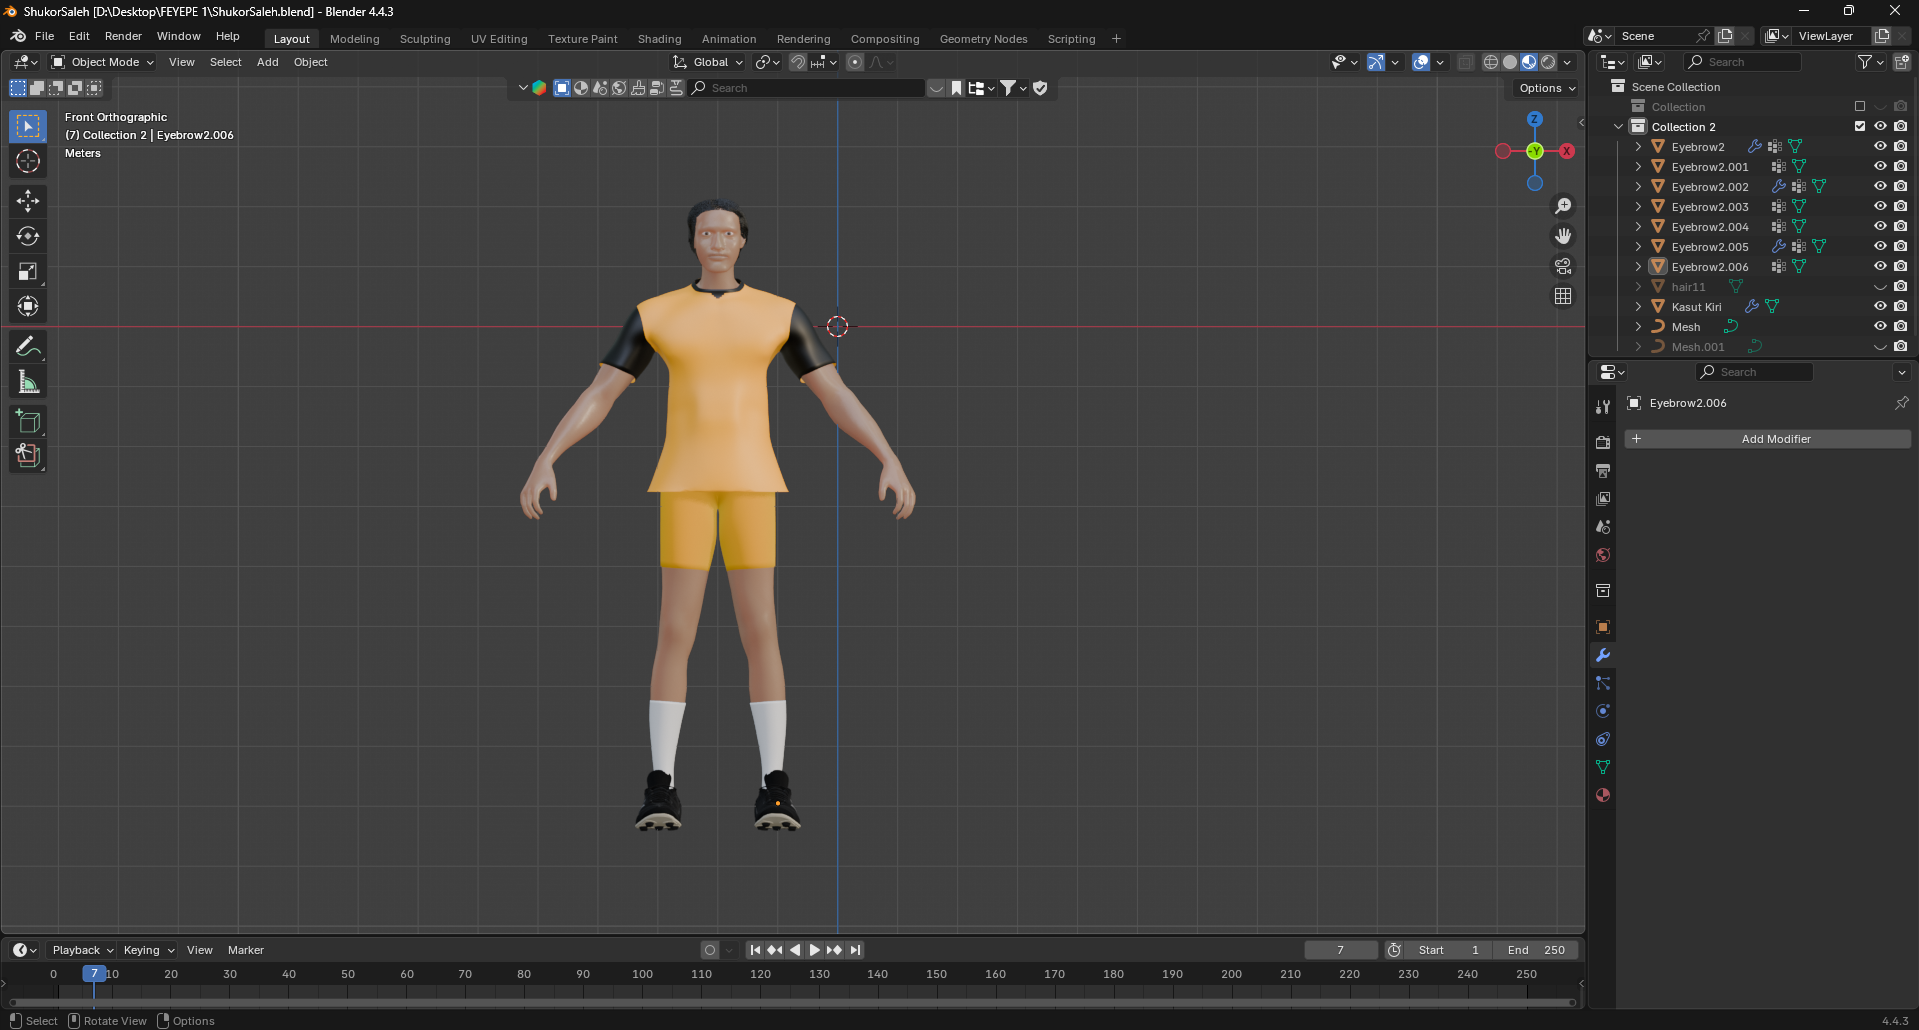 ShukorSaleh [D:\Desktop\FEYEPE 1\ShukorSaleh.blend] - Blender 4.4.3
File Edit Render Window Help
Layout Modeling Sculpting UV Editing Texture Paint Shading Animation Rendering Compositing Geometry Nodes Scripting +
Scene
ViewLayer
Object Mode View Select Add Object
Global
Search
Search
Options
Front Orthographic
(7) Collection 2 | Eyebrow2.006
Meters
Z
-Y
X
Scene Collection
Collection
Collection 2
Eyebrow2
Eyebrow2.001
Eyebrow2.002
Eyebrow2.003
Eyebrow2.004
Eyebrow2.005
Eyebrow2.006
hair11
Kasut Kiri
Mesh
Mesh.001
Search
Eyebrow2.006
+ Add Modifier
Playback Keying View Marker
7
Start 1
End 250
0 7 10 20 30 40 50 60 70 80 90 100 110 120 130 140 150 160 170 180 190 200 210 220 230 240 250
Select Rotate View Options
4.4.3